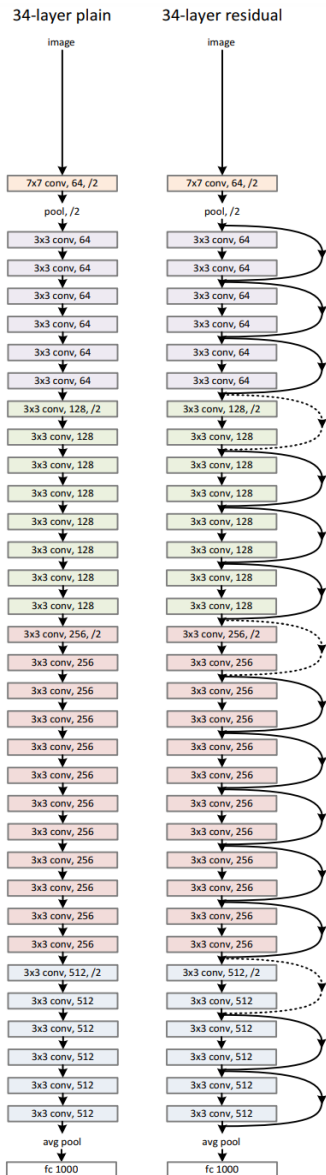 34-layer plain
image
7x7 conv, 64, /2
pool, /2
3x3 conv, 64
3x3 conv, 64
3x3 conv, 64
3x3 conv, 64
3x3 conv, 64
3x3 conv, 64
3x3 conv, 128, /2
3x3 conv, 128
3x3 conv, 128
3x3 conv, 128
3x3 conv, 128
3x3 conv, 128
3x3 conv, 128
3x3 conv, 128
3x3 conv, 256, /2
3x3 conv, 256
3x3 conv, 256
3x3 conv, 256
3x3 conv, 256
3x3 conv, 256
3x3 conv, 256
3x3 conv, 256
3x3 conv, 256
3x3 conv, 256
3x3 conv, 256
3x3 conv, 256
3x3 conv, 512, /2
3x3 conv, 512
3x3 conv, 512
3x3 conv, 512
3x3 conv, 512
3x3 conv, 512
avg pool
fc 1000
34-layer residual
image
7x7 conv, 64, /2
pool, /2
3x3 conv, 64
3x3 conv, 64
3x3 conv, 64
3x3 conv, 64
3x3 conv, 64
3x3 conv, 64
3x3 conv, 128, /2
3x3 conv, 128
3x3 conv, 128
3x3 conv, 128
3x3 conv, 128
3x3 conv, 128
3x3 conv, 128
3x3 conv, 128
3x3 conv, 256, /2
3x3 conv, 256
3x3 conv, 256
3x3 conv, 256
3x3 conv, 256
3x3 conv, 256
3x3 conv, 256
3x3 conv, 256
3x3 conv, 256
3x3 conv, 256
3x3 conv, 256
3x3 conv, 256
3x3 conv, 512, /2
3x3 conv, 512
3x3 conv, 512
3x3 conv, 512
3x3 conv, 512
3x3 conv, 512
avg pool
fc 1000